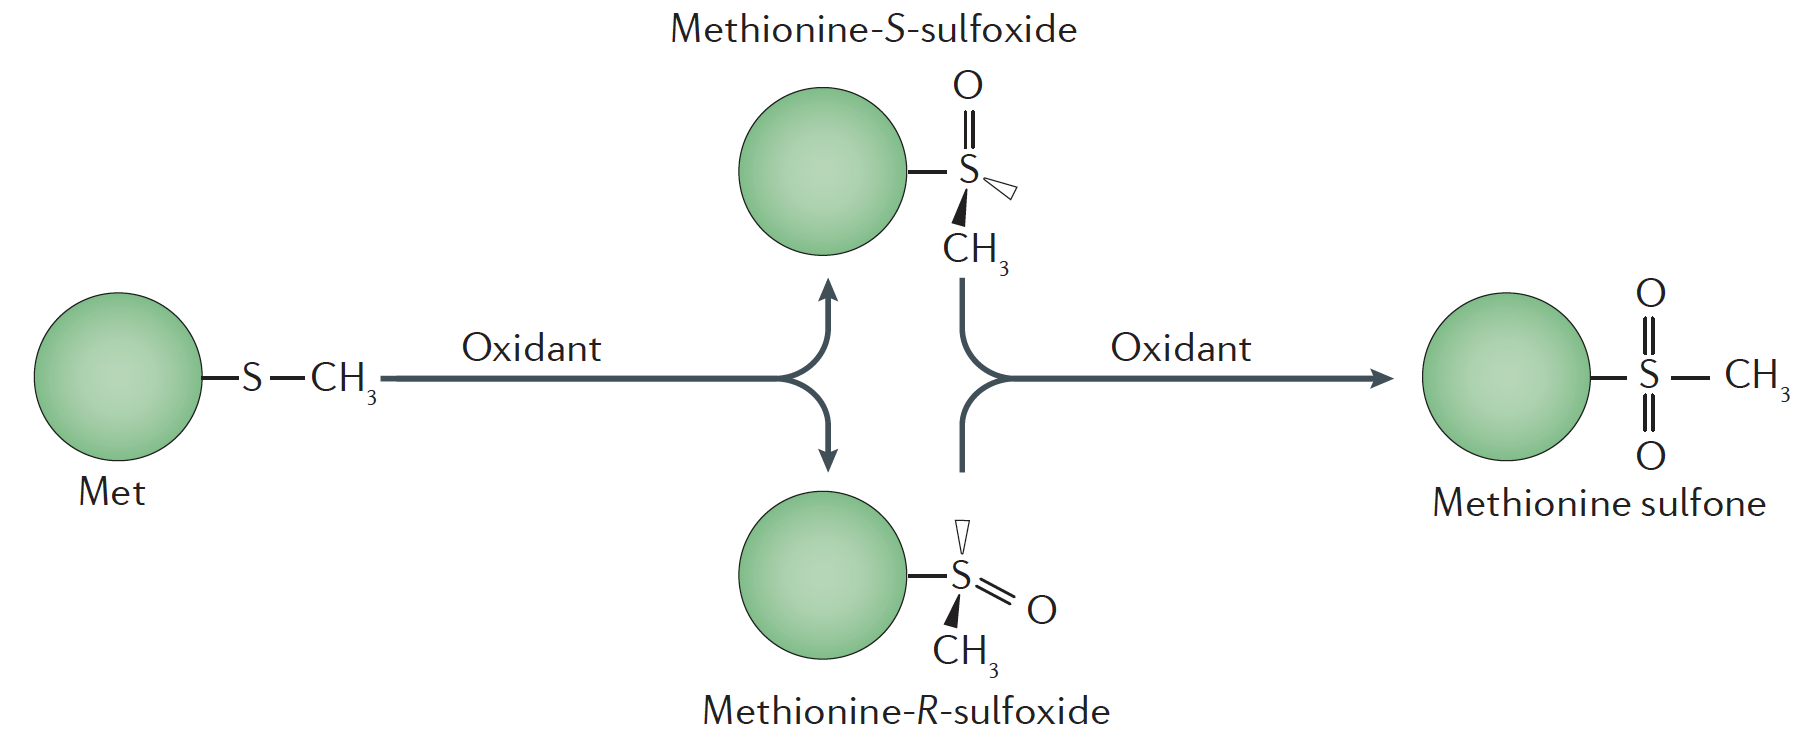 Methionine-S-sulfoxide
O
S
CH3
Oxidant
Oxidant
S
CH3
Met
O
S
CH3
O
Methionine sulfone
S
O
CH3
Methionine-R-sulfoxide